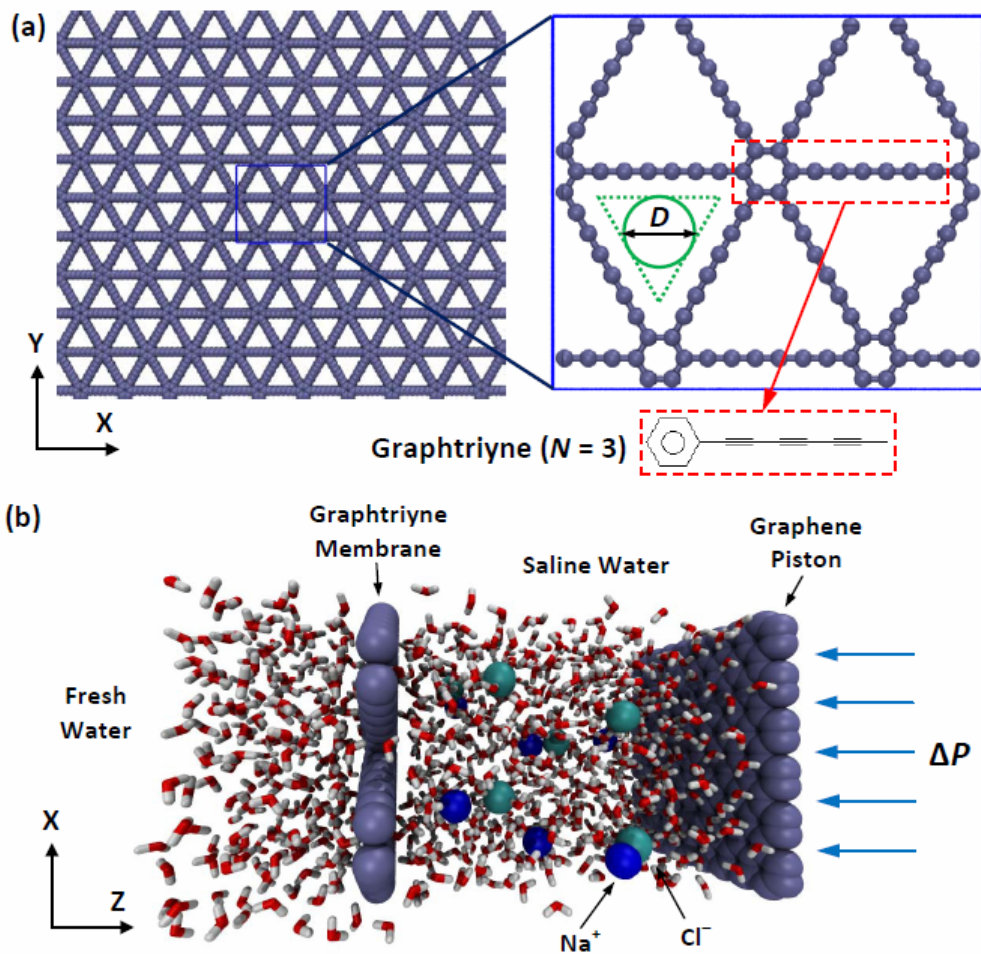 (a)
D
Y
X
Graphtriyne (N = 3)
(b)
Graphtriyne
Membrane
Saline Water
Graphene
Piston
Fresh
Water
ΔP
X
Z
Na⁺
Cl⁻